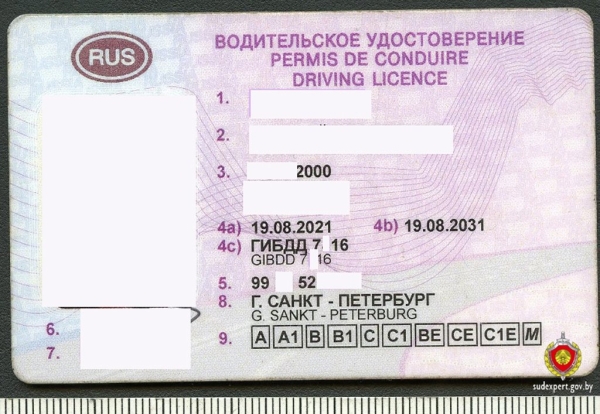 RUS
ВОДИТЕЛЬСКОЕ УДОСТОВЕРЕНИЕ
PERMIS DE CONDUIRE
DRIVING LICENCE
1.
2.
3. 2000
4a) 19.08.2021 4b) 19.08.2031
4c) ГИБДД 7 16
GIBDD 7 16
5. 99 52
8. Г. САНКТ - ПЕТЕРБУРГ
G. SANKT - PETERBURG
6.
7.
9. A A1 B B1 C C1 BE CE C1E M
sudexpert.gov.by